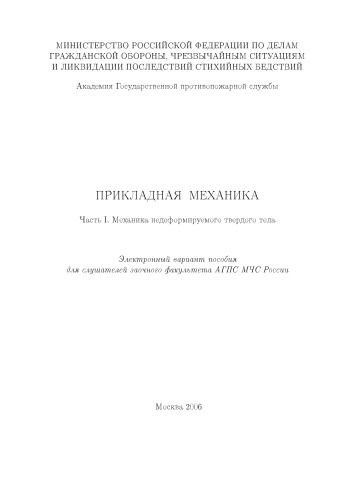 МИНИСТЕРСТВО РОССИЙСКОЙ ФЕДЕРАЦИИ ПО ДЕЛАМ
ГРАЖДАНСКОЙ ОБОРОНЫ, ЧРЕЗВЫЧАЙНЫМ СИТУАЦИЯМ
И ЛИКВИДАЦИИ ПОСЛЕДСТВИЙ СТИХИЙНЫХ БЕДСТВИЙ
Академия Государственной противопожарной службы
ПРИКЛАДНАЯ МЕХАНИКА
Часть I. Механика недоформируемого твердого тела
Электронный вариант пособия
для слушателей заочного факультета АГПС МЧС России
Москва 2006